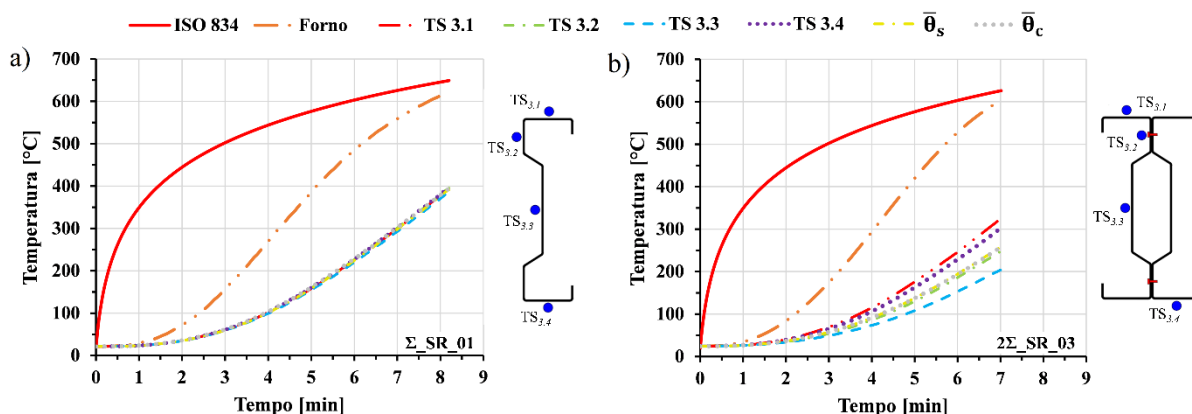 ISO 834 Forno TS 3.1 TS 3.2 TS 3.3 TS 3.4 θ̅s θ̅c
a)
Temperatura [°C]
700
600
500
400
300
200
100
0
0 1 2 3 4 5 6 7 8 9
Tempo [min]
Σ_SR_01
TS3.1
TS3.2
TS3.3
TS3.4
b)
Temperatura [°C]
700
600
500
400
300
200
100
0
0 1 2 3 4 5 6 7 8 9
Tempo [min]
2Σ_SR_03
TS3.1
TS3.2
TS3.3
TS3.4